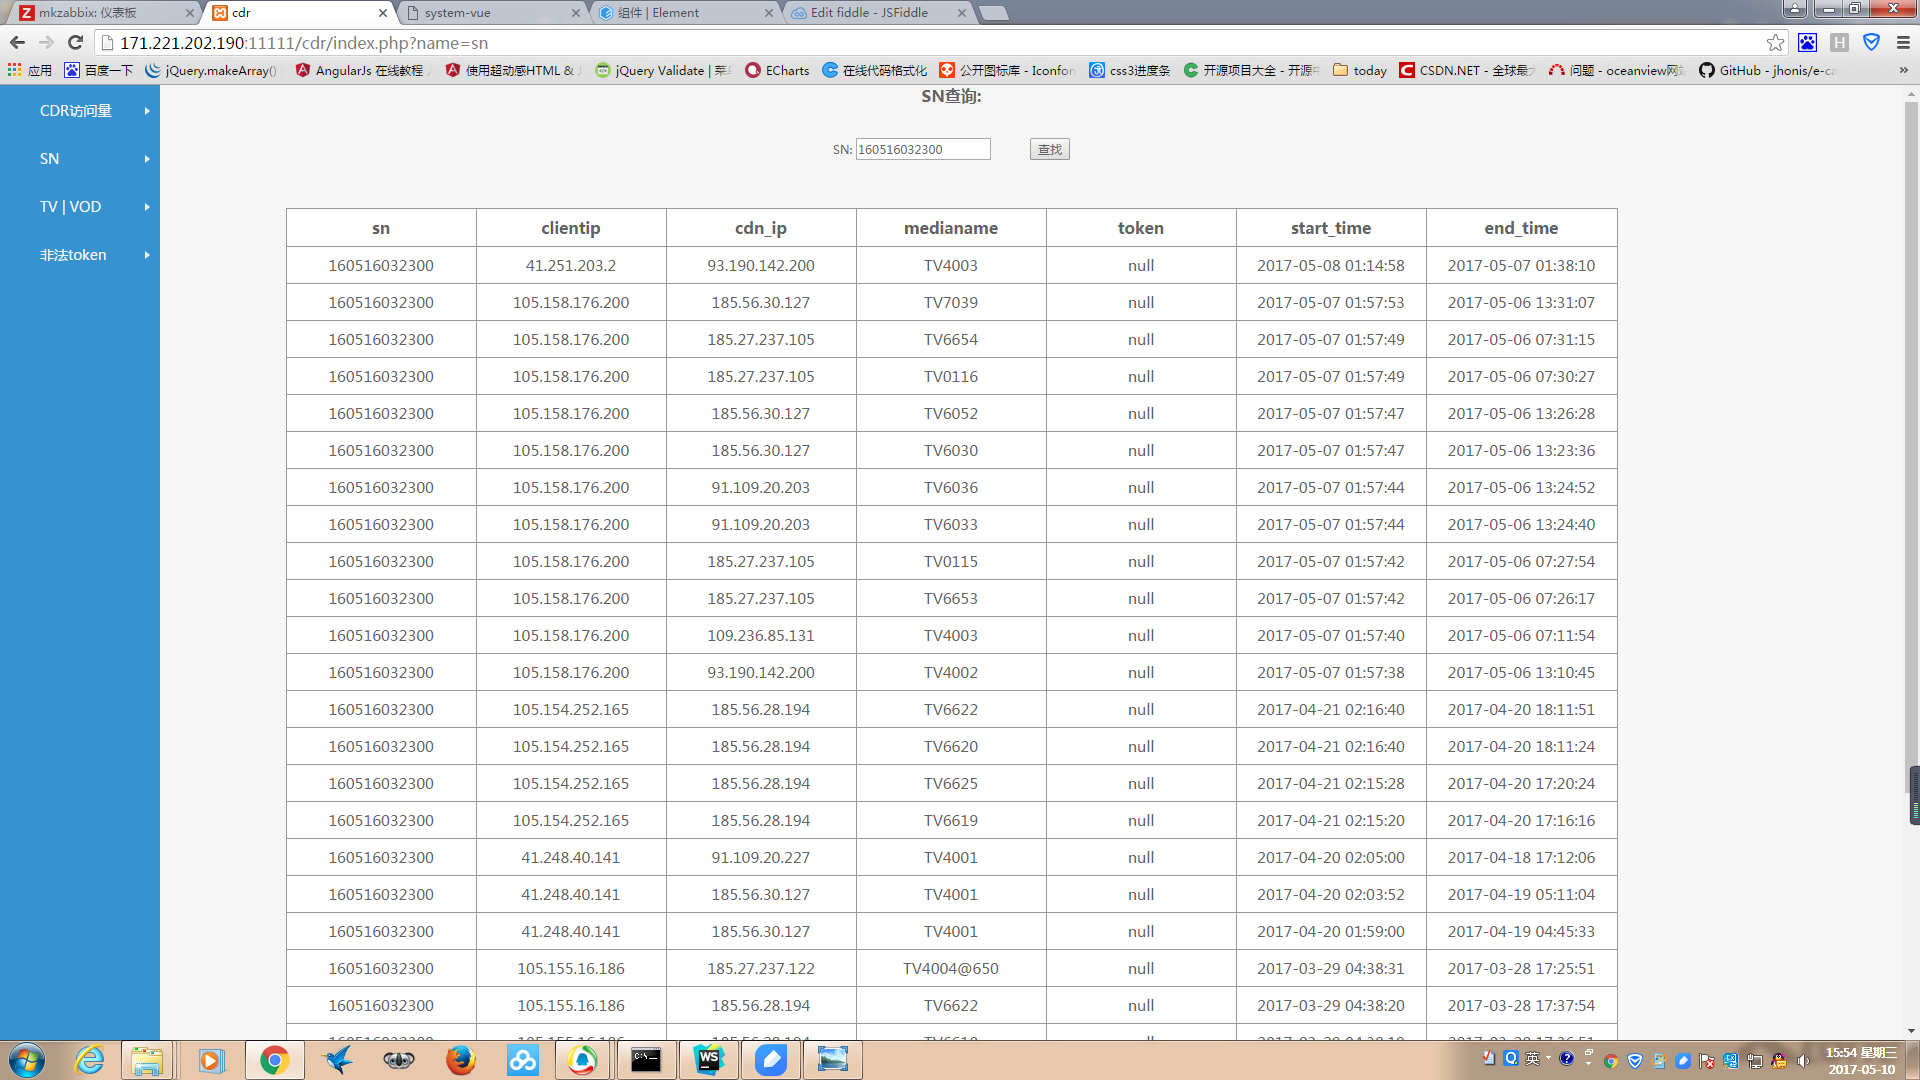 mkzabbix: 仪表板
cdr
system-vue
组件 | Element
Edit fiddle - JSFiddle
171.221.202.190:11111/cdr/index.php?name=sn
应用
百度一下
jQuery.makeArray()
AngularJs 在线教程
使用超动感HTML &
jQuery Validate | 菜
ECharts
在线代码格式化
公开图标库 - Iconfon
css3进度条
开源项目大全 - 开源
today
CSDN.NET - 全球最
问题 - oceanview网
GitHub - jhonis/e-ca
CDR访问量
SN
TV | VOD
非法token
SN查询:
SN: 160516032300 查找
sn clientip cdn_ip medianame token start_time end_time
160516032300 41.251.203.2 93.190.142.200 TV4003 null 2017-05-08 01:14:58 2017-05-07 01:38:10
160516032300 105.158.176.200 185.56.30.127 TV7039 null 2017-05-07 01:57:53 2017-05-06 13:31:07
160516032300 105.158.176.200 185.27.237.105 TV6654 null 2017-05-07 01:57:49 2017-05-06 07:31:15
160516032300 105.158.176.200 185.27.237.105 TV0116 null 2017-05-07 01:57:49 2017-05-06 07:30:27
160516032300 105.158.176.200 185.56.30.127 TV6052 null 2017-05-07 01:57:47 2017-05-06 13:26:28
160516032300 105.158.176.200 185.56.30.127 TV6030 null 2017-05-07 01:57:47 2017-05-06 13:23:36
160516032300 105.158.176.200 91.109.20.203 TV6036 null 2017-05-07 01:57:44 2017-05-06 13:24:52
160516032300 105.158.176.200 91.109.20.203 TV6033 null 2017-05-07 01:57:44 2017-05-06 13:24:40
160516032300 105.158.176.200 185.27.237.105 TV0115 null 2017-05-07 01:57:42 2017-05-06 07:27:54
160516032300 105.158.176.200 185.27.237.105 TV6653 null 2017-05-07 01:57:42 2017-05-06 07:26:17
160516032300 105.158.176.200 109.236.85.131 TV4003 null 2017-05-07 01:57:40 2017-05-06 07:11:54
160516032300 105.158.176.200 93.190.142.200 TV4002 null 2017-05-07 01:57:38 2017-05-06 13:10:45
160516032300 105.154.252.165 185.56.28.194 TV6622 null 2017-04-21 02:16:40 2017-04-20 18:11:51
160516032300 105.154.252.165 185.56.28.194 TV6620 null 2017-04-21 02:16:40 2017-04-20 18:11:24
160516032300 105.154.252.165 185.56.28.194 TV6625 null 2017-04-21 02:15:28 2017-04-20 17:20:24
160516032300 105.154.252.165 185.56.28.194 TV6619 null 2017-04-21 02:15:20 2017-04-20 17:16:16
160516032300 41.248.40.141 91.109.20.227 TV4001 null 2017-04-20 02:05:00 2017-04-18 17:12:06
160516032300 41.248.40.141 185.56.30.127 TV4001 null 2017-04-20 02:03:52 2017-04-19 05:11:04
160516032300 41.248.40.141 185.56.30.127 TV4001 null 2017-04-20 01:59:00 2017-04-19 04:45:33
160516032300 105.155.16.186 185.27.237.122 TV4004@650 null 2017-03-29 04:38:31 2017-03-28 17:25:51
160516032300 105.155.16.186 185.56.28.194 TV6622 null 2017-03-29 04:38:20 2017-03-28 17:37:54
英
15:54 星期三
2017-05-10